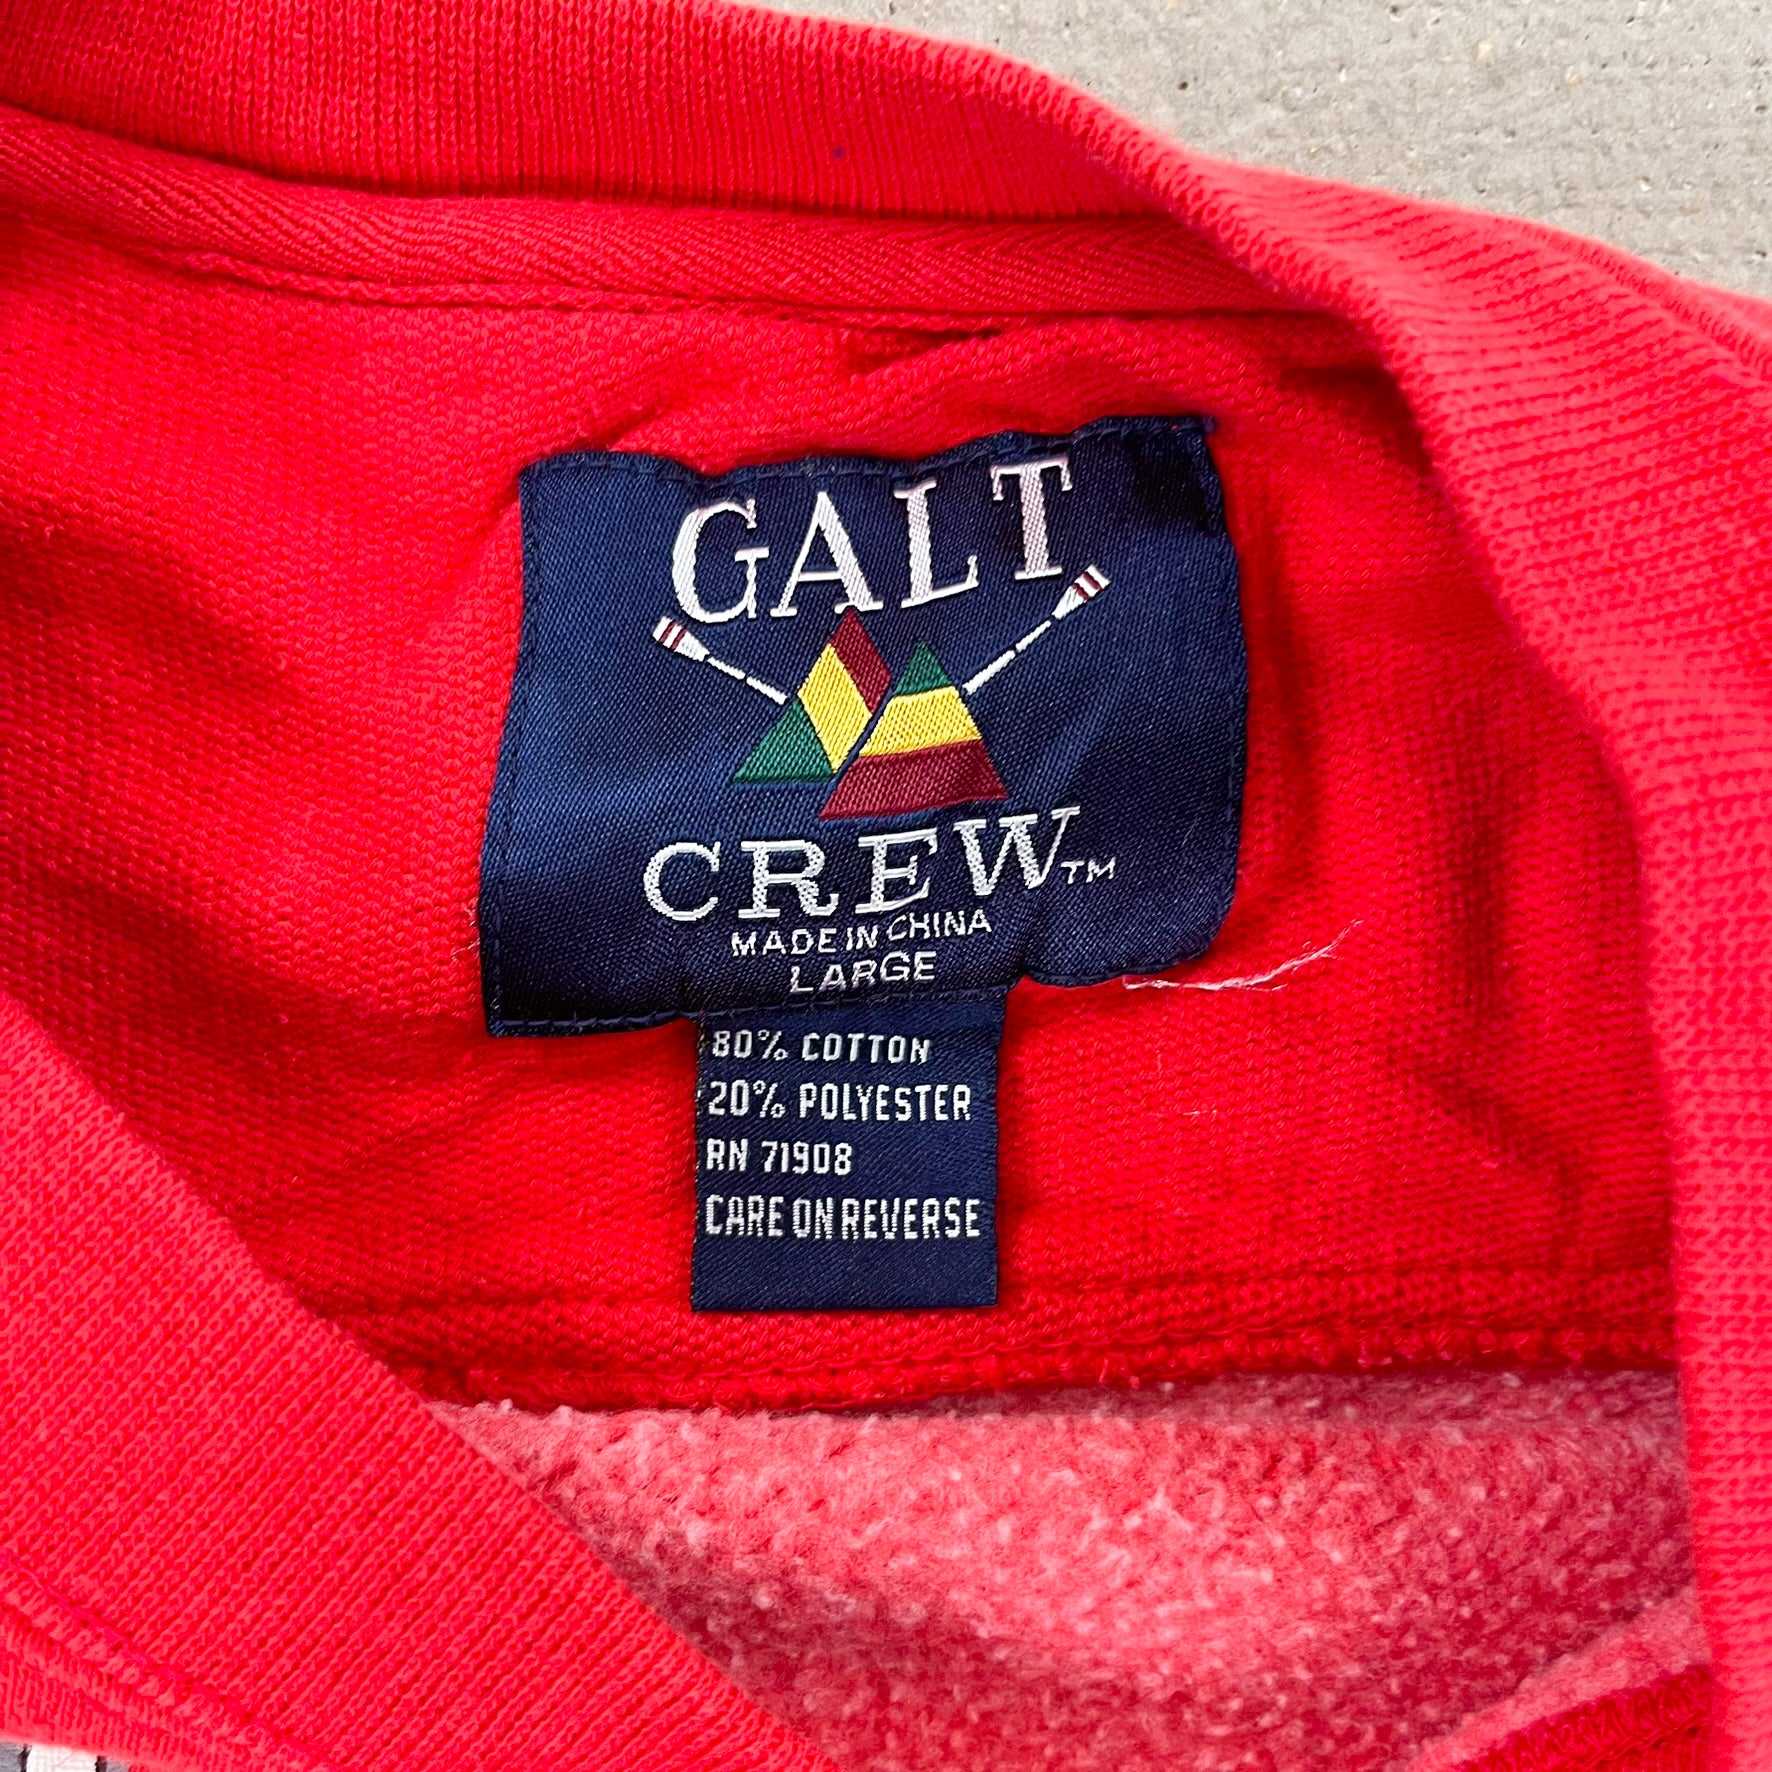 GALT
CREW™
MADE IN CHINA
LARGE
80% COTTON
20% POLYESTER
RN 71908
CARE ON REVERSE